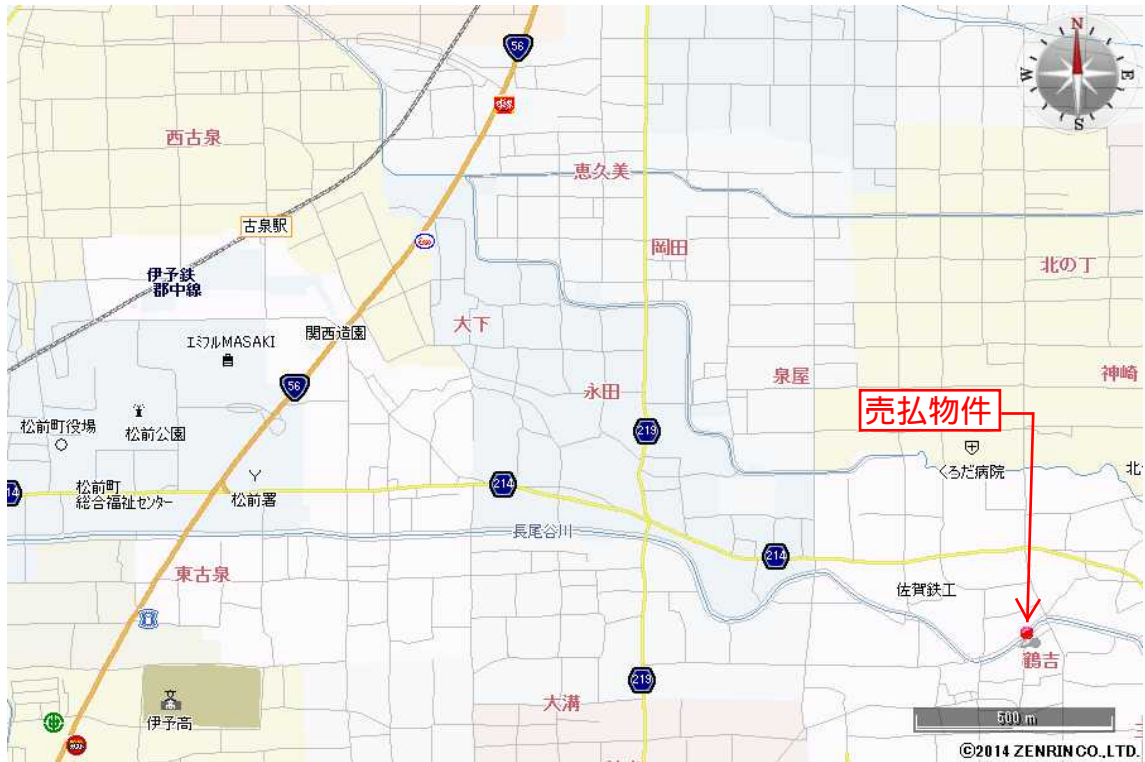 56
N
W
E
S
西古泉
恵久美
古泉駅
岡田
北の丁
伊予鉄
郡中線
大下
関西造園
エミフルMASAKI
56
永田
泉屋
神崎
売払物件
松前町役場
松前公園
219
くろだ病院
14
松前町
総合福祉センター
松前署
214
長尾谷川
214
東古泉
佐賀鉄工
鶴吉
219
大溝
伊予高
500 m
©2014 ZENRIN CO., LTD.